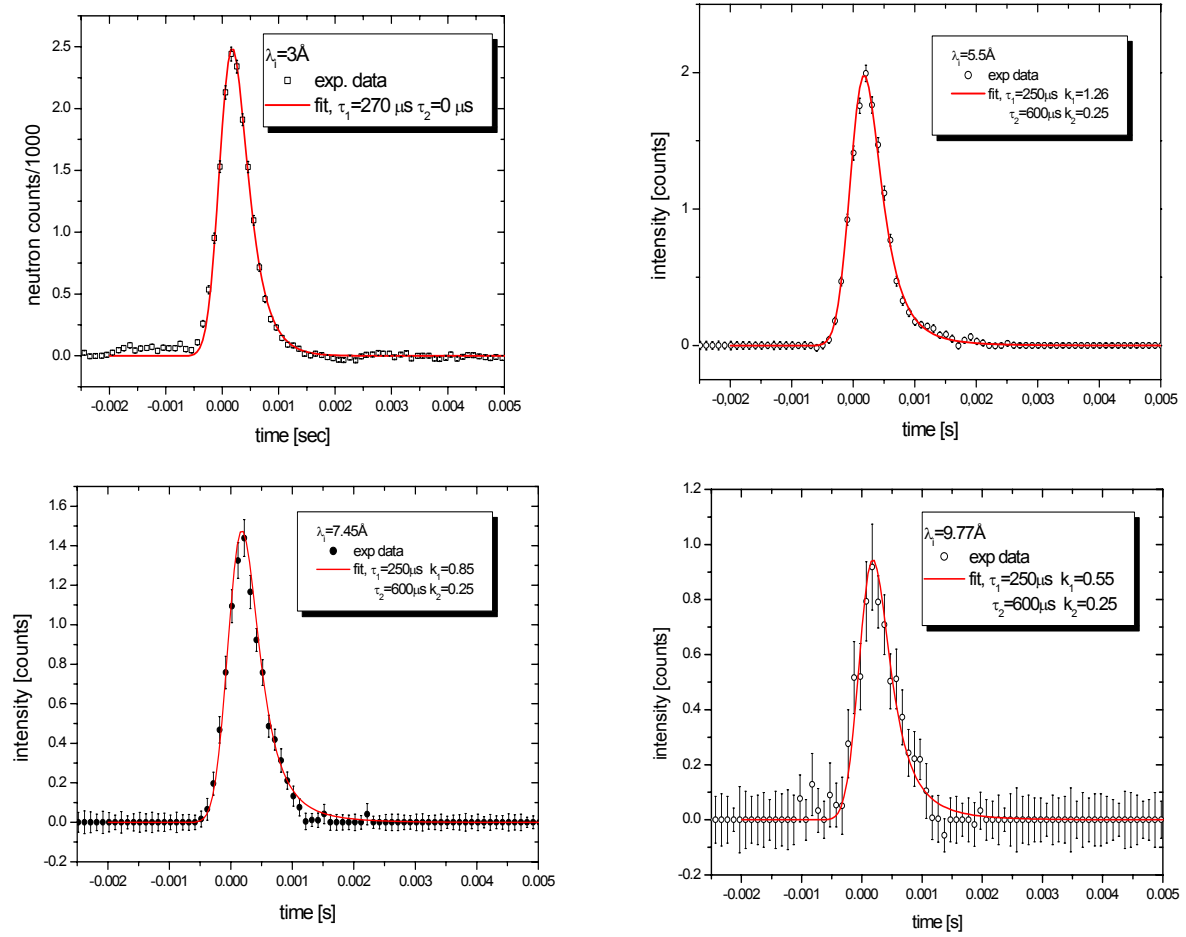 λi=3Å
exp. data
fit, τ1=270 μs τ2=0 μs
2.5
2.0
1.5
1.0
0.5
0.0
neutron counts/1000
-0.002 -0.001 0.000 0.001 0.002 0.003 0.004 0.005
time [sec]
λi=5.5Å
exp data
fit, τ1=250μs k1=1.26
τ2=600μs k2=0.25
2
1
0
intensity [counts]
-0,002 -0,001 0,000 0,001 0,002 0,003 0,004 0,005
time [s]
λi=7.45Å
exp data
fit, τ1=250μs k1=0.85
τ2=600μs k2=0.25
1.6
1.4
1.2
1.0
0.8
0.6
0.4
0.2
0.0
-0.2
intensity [counts]
-0.002 -0.001 0.000 0.001 0.002 0.003 0.004 0.005
time [s]
λi=9.77Å
exp data
fit, τ1=250μs k1=0.55
τ2=600μs k2=0.25
1.2
1.0
0.8
0.6
0.4
0.2
0.0
-0.2
intensity [counts]
-0.002 -0.001 0.000 0.001 0.002 0.003 0.004 0.005
time [s]